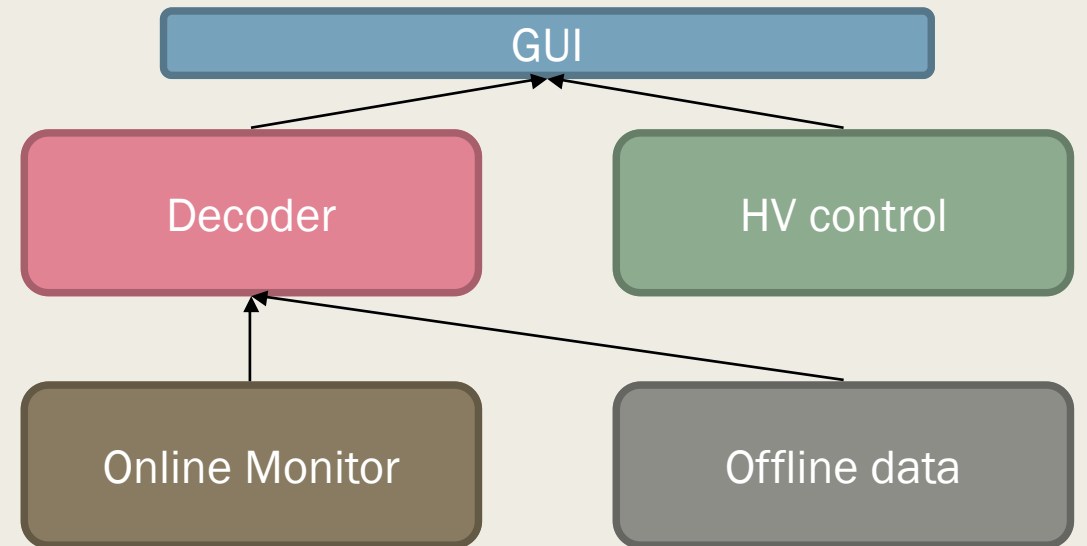 GUI
Decoder
HV control
Online Monitor
Offline data